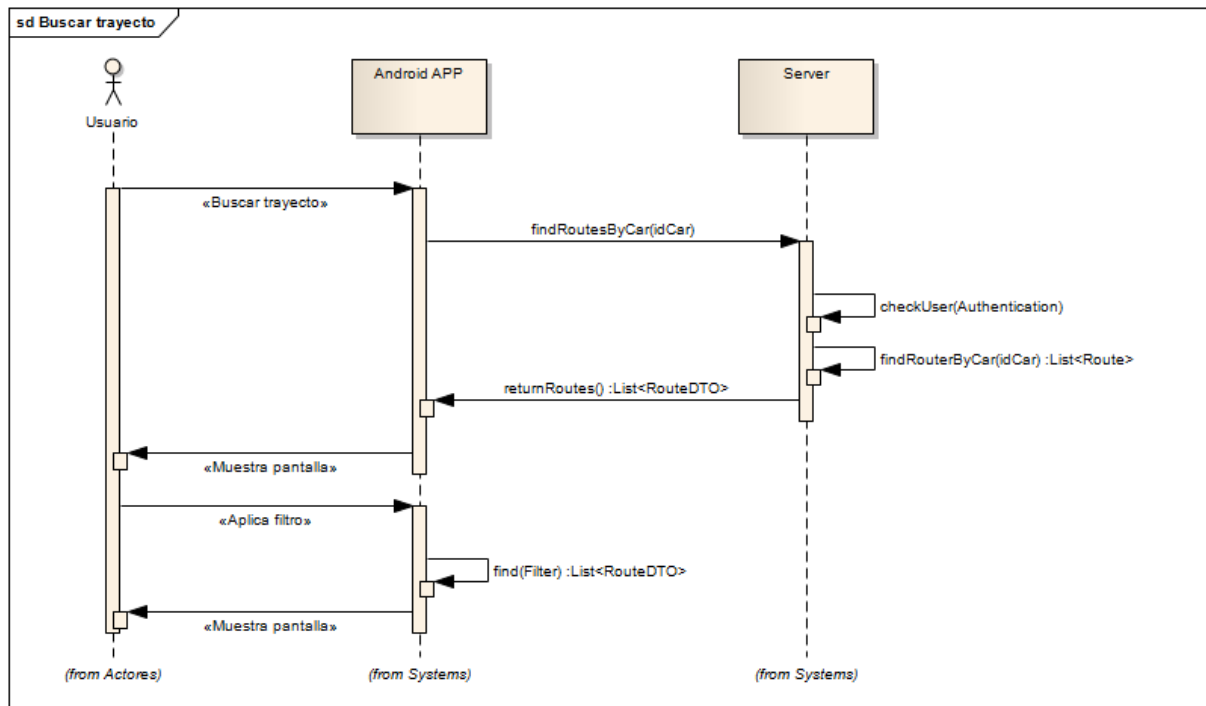 sd Buscar trayecto
Usuario
Android APP
Server
«Buscar trayecto»
findRoutesByCar(idCar)
checkUser(Authentication)
findRouterByCar(idCar) :List<Route>
returnRoutes() :List<RouteDTO>
«Muestra pantalla»
«Aplica filtro»
find(Filter) :List<RouteDTO>
«Muestra pantalla»
(from Actores)
(from Systems)
(from Systems)